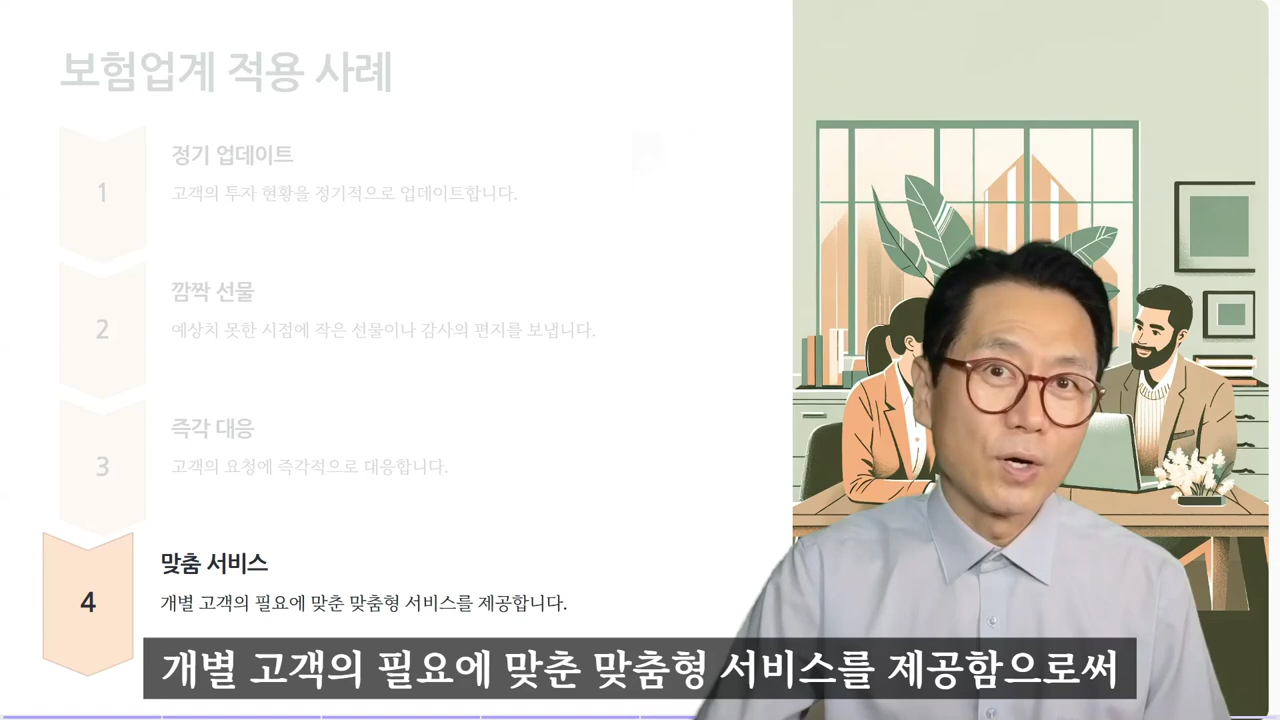 보험업계 적용 사례
1
정기 업데이트
고객의 투자 현황을 정기적으로 업데이트합니다.
2
깜짝 선물
예상치 못한 시점에 작은 선물이나 감사의 편지를 보냅니다.
3
즉각 대응
고객의 요청에 즉각적으로 대응합니다.
4
맞춤 서비스
개별 고객의 필요에 맞춘 맞춤형 서비스를 제공합니다.
개별 고객의 필요에 맞춘 맞춤형 서비스를 제공함으로써